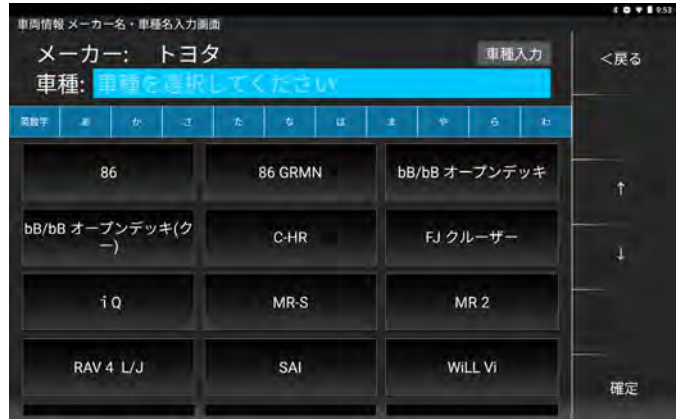 9:53
車両情報 メーカー名・車種名入力画面
メーカー: トヨタ
車種入力
<戻る
車種: 車種を選択してください
英数字 あ か さ た な は ま や ら わ
86
86 GRMN
bB/bB オープンデッキ
↑
bB/bB オープンデッキ(ク
ー)
C-HR
FJ クルーザー
↓
i Q
MR-S
MR 2
RAV 4 L/J
SAI
WiLL Vi
確定